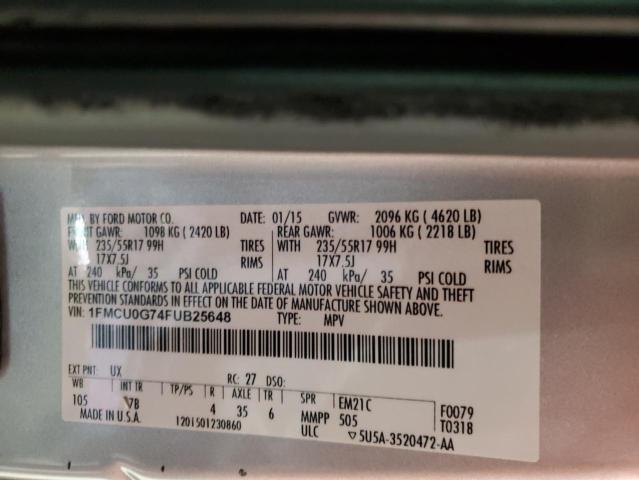 MFD. BY FORD MOTOR CO. DATE: 01/15 GVWR: 2096 KG ( 4620 LB)
FRONT GAWR: 1098 KG ( 2420 LB) REAR GAWR: 1006 KG ( 2218 LB)
WITH 235/55R17 99H TIRES WITH 235/55R17 99H TIRES
17X7.5J RIMS 17X7.5J RIMS
AT 240 kPa/ 35 PSI COLD AT 240 kPa/ 35 PSI COLD
THIS VEHICLE CONFORMS TO ALL APPLICABLE FEDERAL MOTOR VEHICLE SAFETY AND THEFT
PREVENTION STANDARDS IN EFFECT ON THE DATE OF MANUFACTURE SHOWN ABOVE.
VIN: 1FMCU0G74FUB25648 TYPE: MPV
EXT PNT: UX RC: 27 DSO:
WB INT TR TP/PS R AXLE TR SPR EM21C F0079
105 7B 4 35 6 MMPP 505 T0318
MADE IN U.S.A. 1201501230860 ULC ▽5U5A-3520472-AA